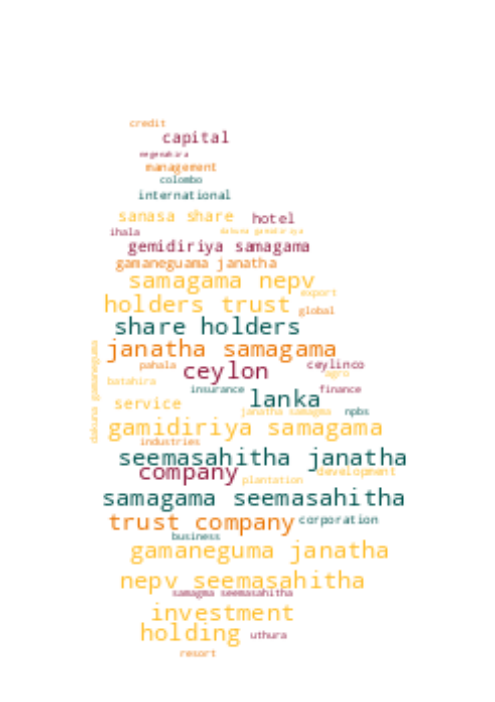 credit
capital
negenahira
management
colombo
international
sanasa share hotel
ihala dakuna gamidiriya
gemidiriya samagama
gamaneguama janatha
samagama nepv
export
holders trust global
share holders
janatha samagama
pahala ceylinco
ceylon agro
batahira
insurance finance
lanka
service
janatha samagma npbs
dakuna gamaneguma
gamidiriya samagama
industries
seemasahitha janatha
company development
plantation
samagama seemasahitha
trust company corporation
business
gamaneguma janatha
nepv seemasahitha
samagma seemasahitha
investment
holding uthura
resort